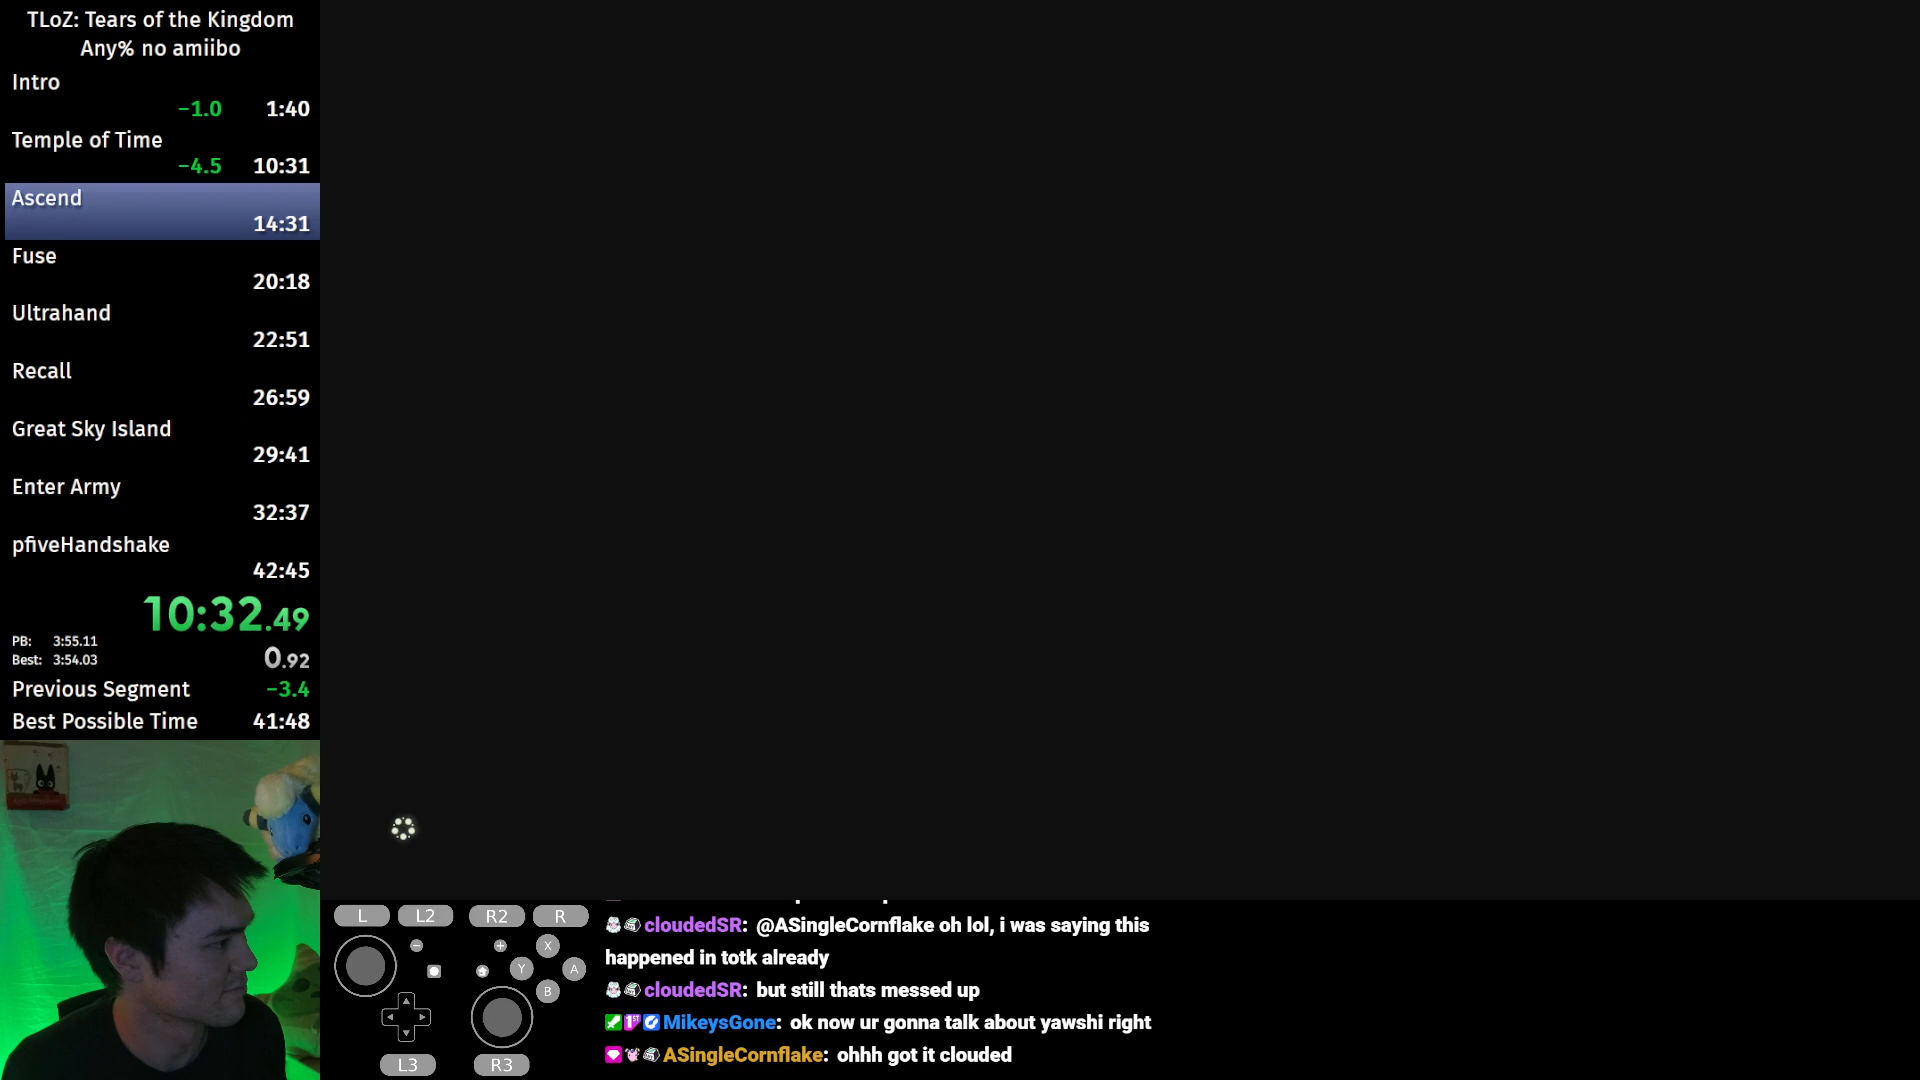 TLoZ: Tears of the Kingdom
Any% no amiibo
Intro
-1.0 1:40
Temple of Time
-4.5 10:31
Ascend
14:31
Fuse
20:18
Ultrahand
22:51
Recall
26:59
Great Sky Island
29:41
Enter Army
32:37
pfiveHandshake
42:45
10:32.49
PB: 3:55.11
Best: 3:54.03
0.92
Previous Segment -3.4
Best Possible Time 41:48
L L2 R2 R
X
Y A
B
L3 R3
cloudedSR: @ASingleCornflake oh lol, i was saying this
happened in totk already
cloudedSR: but still thats messed up
MikeysGone: ok now ur gonna talk about yawshi right
ASingleCornflake: ohhh got it clouded